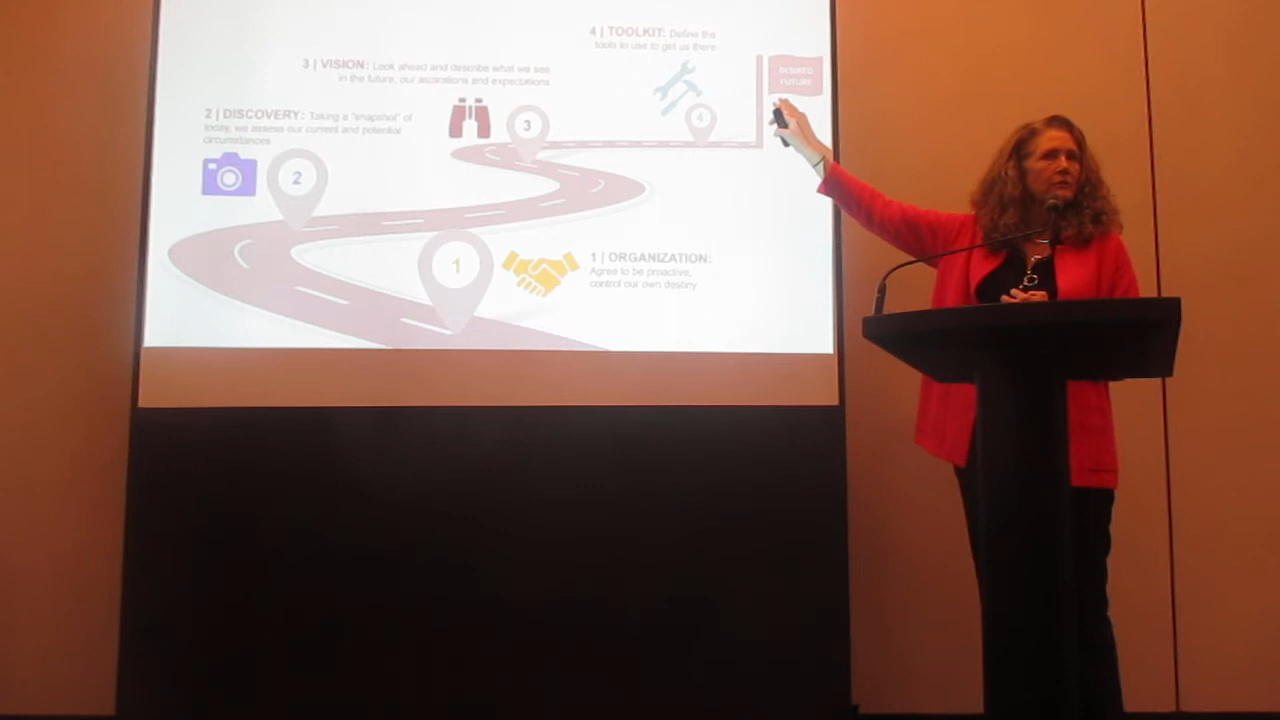 4 | TOOLKIT: Define the
tools to use to get us there
3 | VISION: Look ahead and describe what we see
in the future, our aspirations and expectations
DESIRED
FUTURE
2 | DISCOVERY: Taking a "snapshot" of
today, we assess our current and potential
circumstances
4
3
2
1
1 | ORGANIZATION:
Agree to be proactive,
control our own destiny